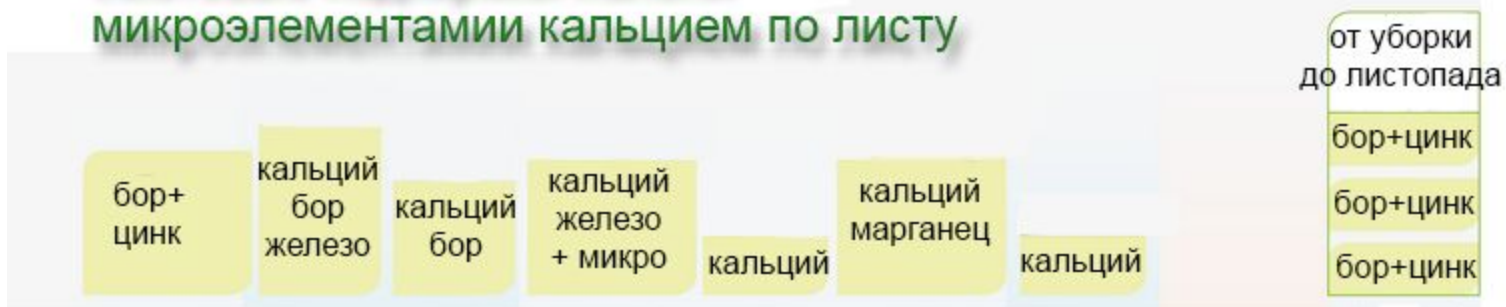 микроэлементамии кальцием по листу
бор+
цинк
кальций
бор
железо
кальций
бор
кальций
железо
+ микро
кальций
кальций
марганец
кальций
от уборки
до листопада
бор+цинк
бор+цинк
бор+цинк